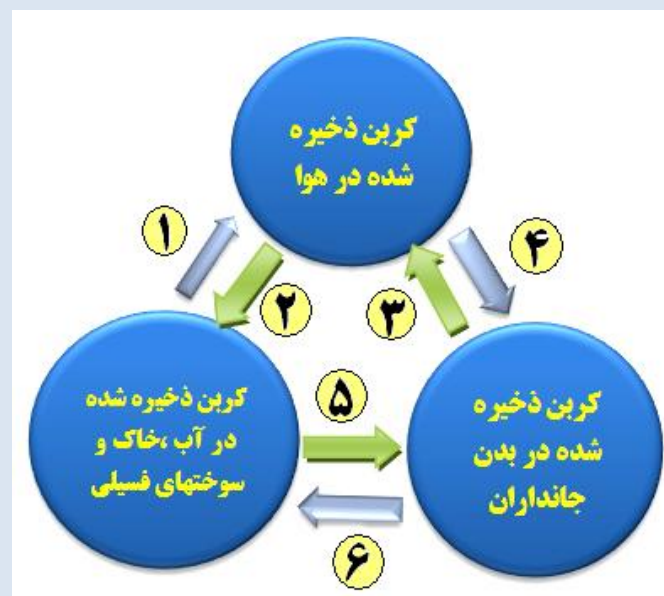 کربن ذخیره
شده در هوا
۱
۲
۳
۴
کربن ذخیره شده
در آب ،خاک و
سوختهای فسیلی
۵
کربن ذخیره
شده در بدن
جانداران
۶